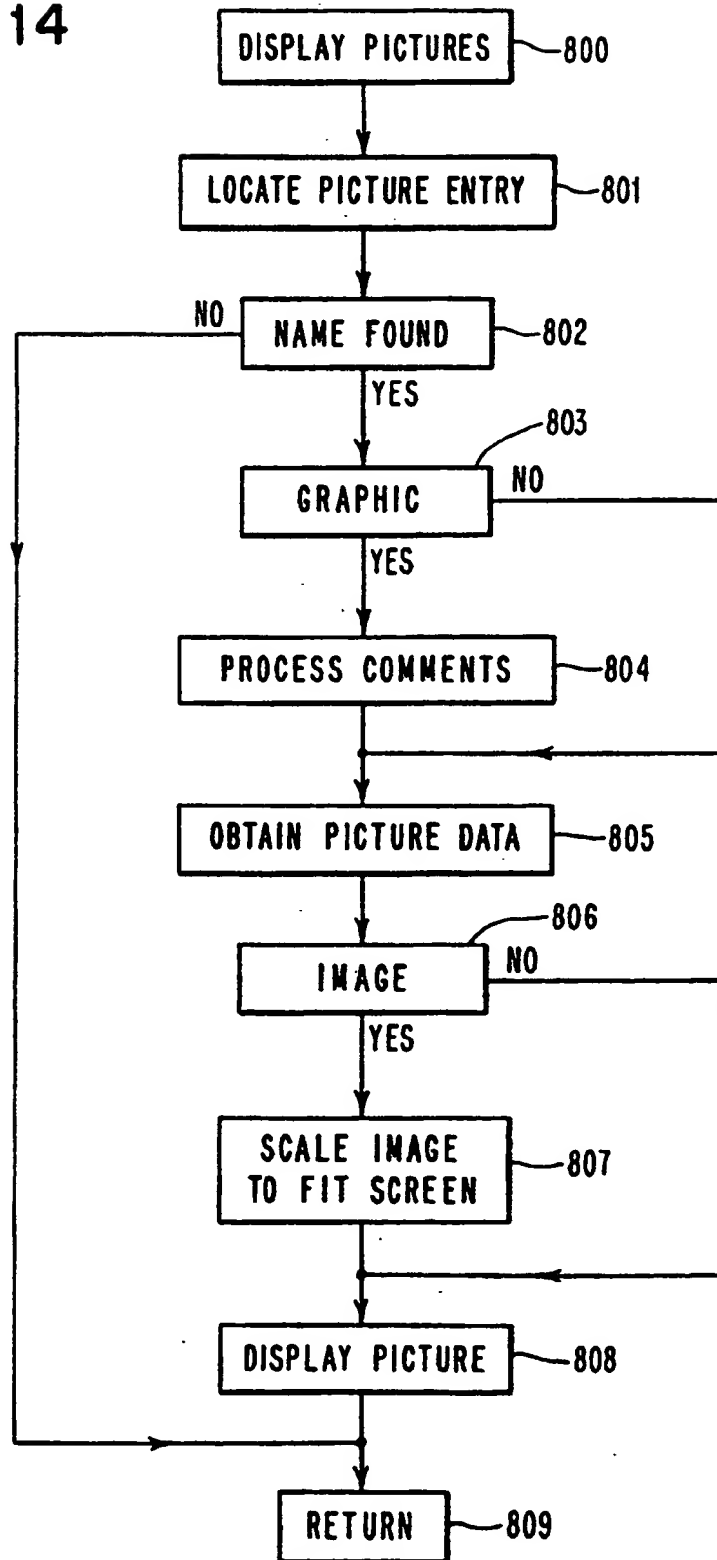 14
DISPLAY PICTURES
800
LOCATE PICTURE ENTRY
801
NO
NAME FOUND
802
YES
803
GRAPHIC
NO
YES
PROCESS COMMENTS
804
OBTAIN PICTURE DATA
805
806
IMAGE
NO
YES
SCALE IMAGE
TO FIT SCREEN
807
DISPLAY PICTURE
808
RETURN
809